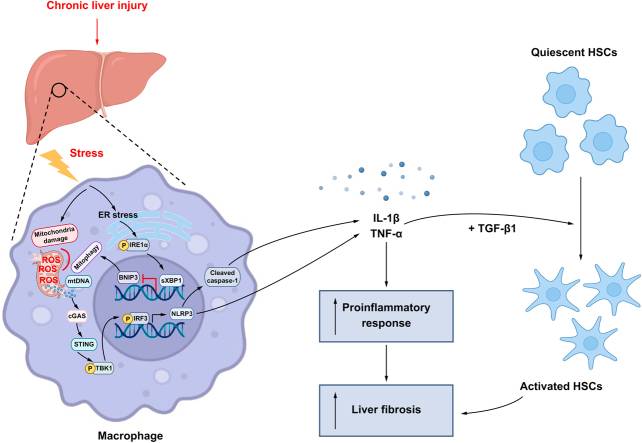 Chronic liver injury
Quiescent HSCs
Stress
ER stress
Mitochondria
damage
P IRE1α
IL-1β
TNF-α
+ TGF-β1
Mitophagy
ROS
ROS
ROS
mtDNA
BNIP3
sXBP1
Cleaved
caspase-1
cGAS
P IRF3
NLRP3
STING
P TBK1
Proinflammatory
response
Activated HSCs
Liver fibrosis
Macrophage